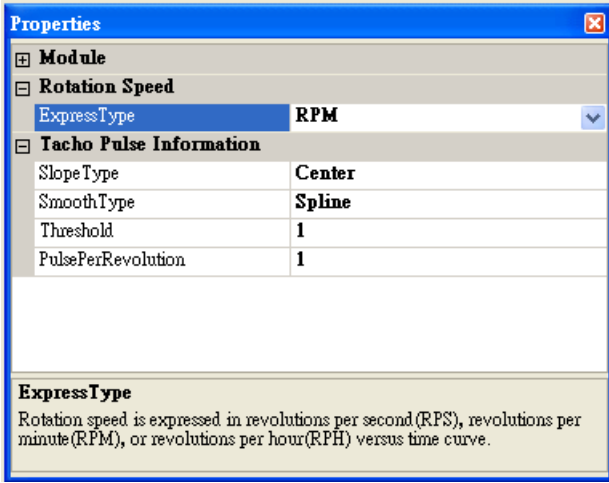 Properties
Module
Rotation Speed
ExpressType RPM
Tacho Pulse Information
SlopeType Center
SmoothType Spline
Threshold 1
PulsePerRevolution 1
ExpressType
Rotation speed is expressed in revolutions per second(RPS), revolutions per
minute(RPM), or revolutions per hour(RPH) versus time curve.